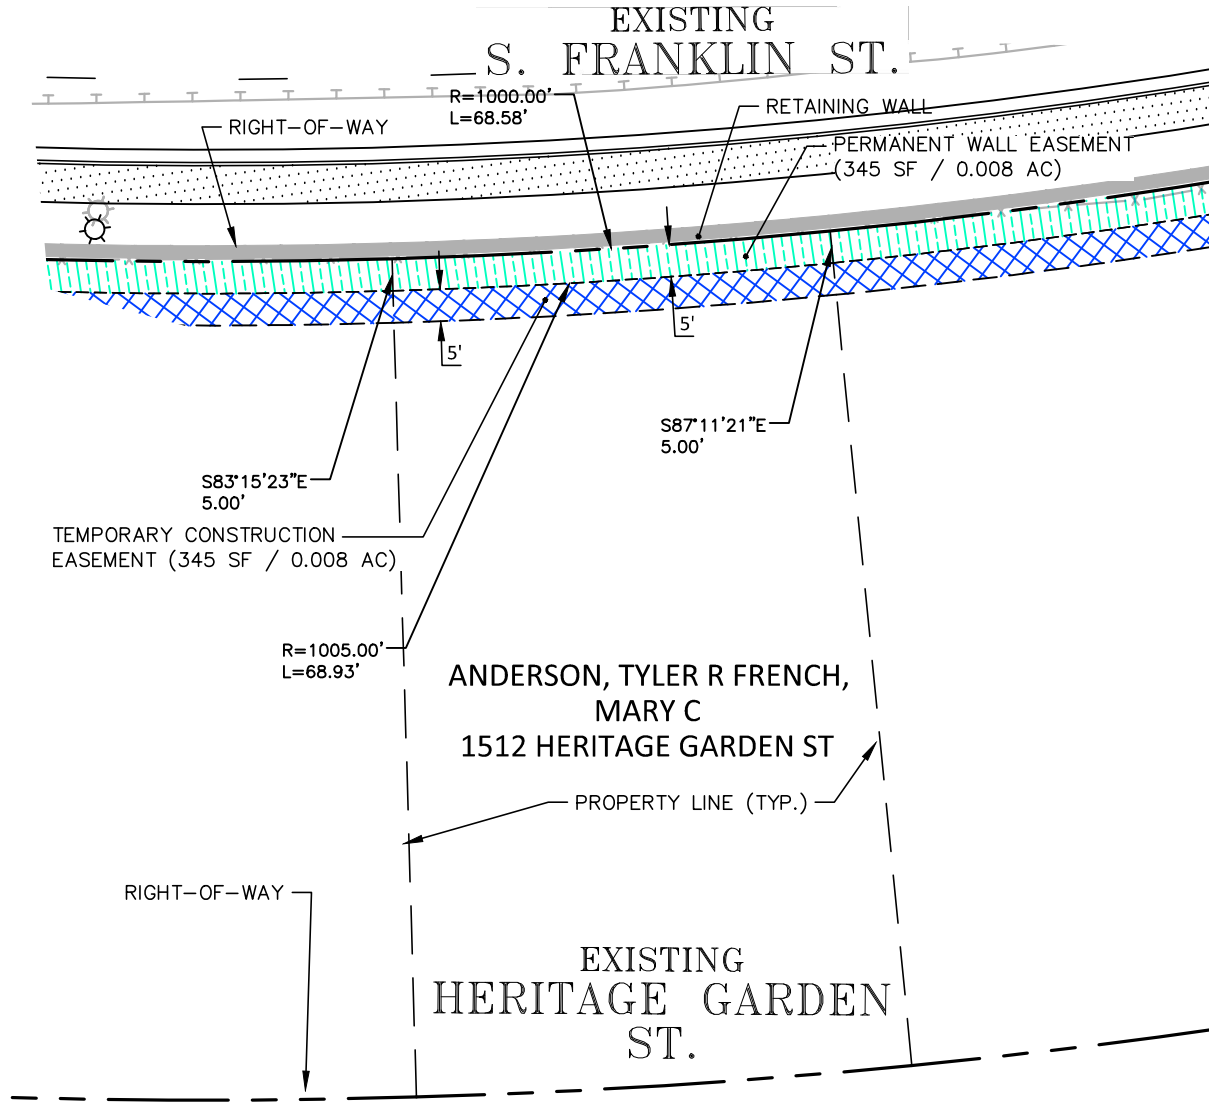 EXISTING
S. FRANKLIN ST.
R=1000.00'
L=68.58'
RETAINING WALL
RIGHT-OF-WAY
PERMANENT WALL EASEMENT
(345 SF / 0.008 AC)
5'
5'
S87°11'21"E
5.00'
S83°15'23"E
5.00'
TEMPORARY CONSTRUCTION
EASEMENT (345 SF / 0.008 AC)
R=1005.00'
L=68.93'
ANDERSON, TYLER R FRENCH,
MARY C
1512 HERITAGE GARDEN ST
PROPERTY LINE (TYP.)
RIGHT-OF-WAY
EXISTING
HERITAGE GARDEN
ST.